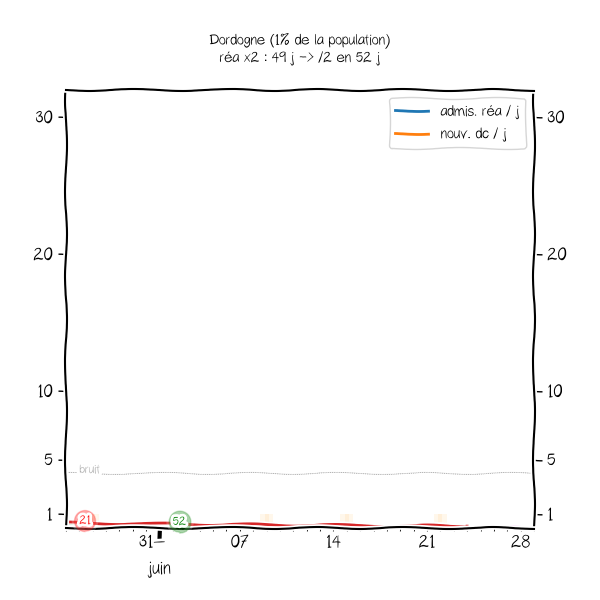 Dordogne (1% de la population)
réa x2 : 49 j -> /2 en 52 j
admis. réa / j
nouv. dc / j
30
30
20
20
10
10
5
5
bruit
1
1
21
52
31
07
14
21
28
juin